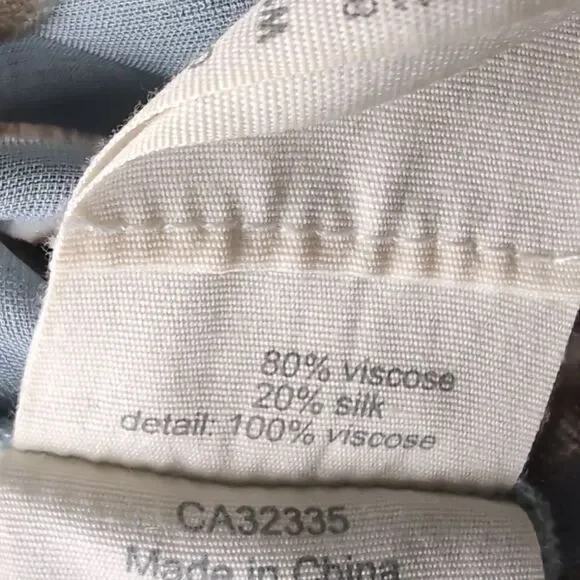 80% viscose
20% silk
detail: 100% viscose
CA32335
Made in China